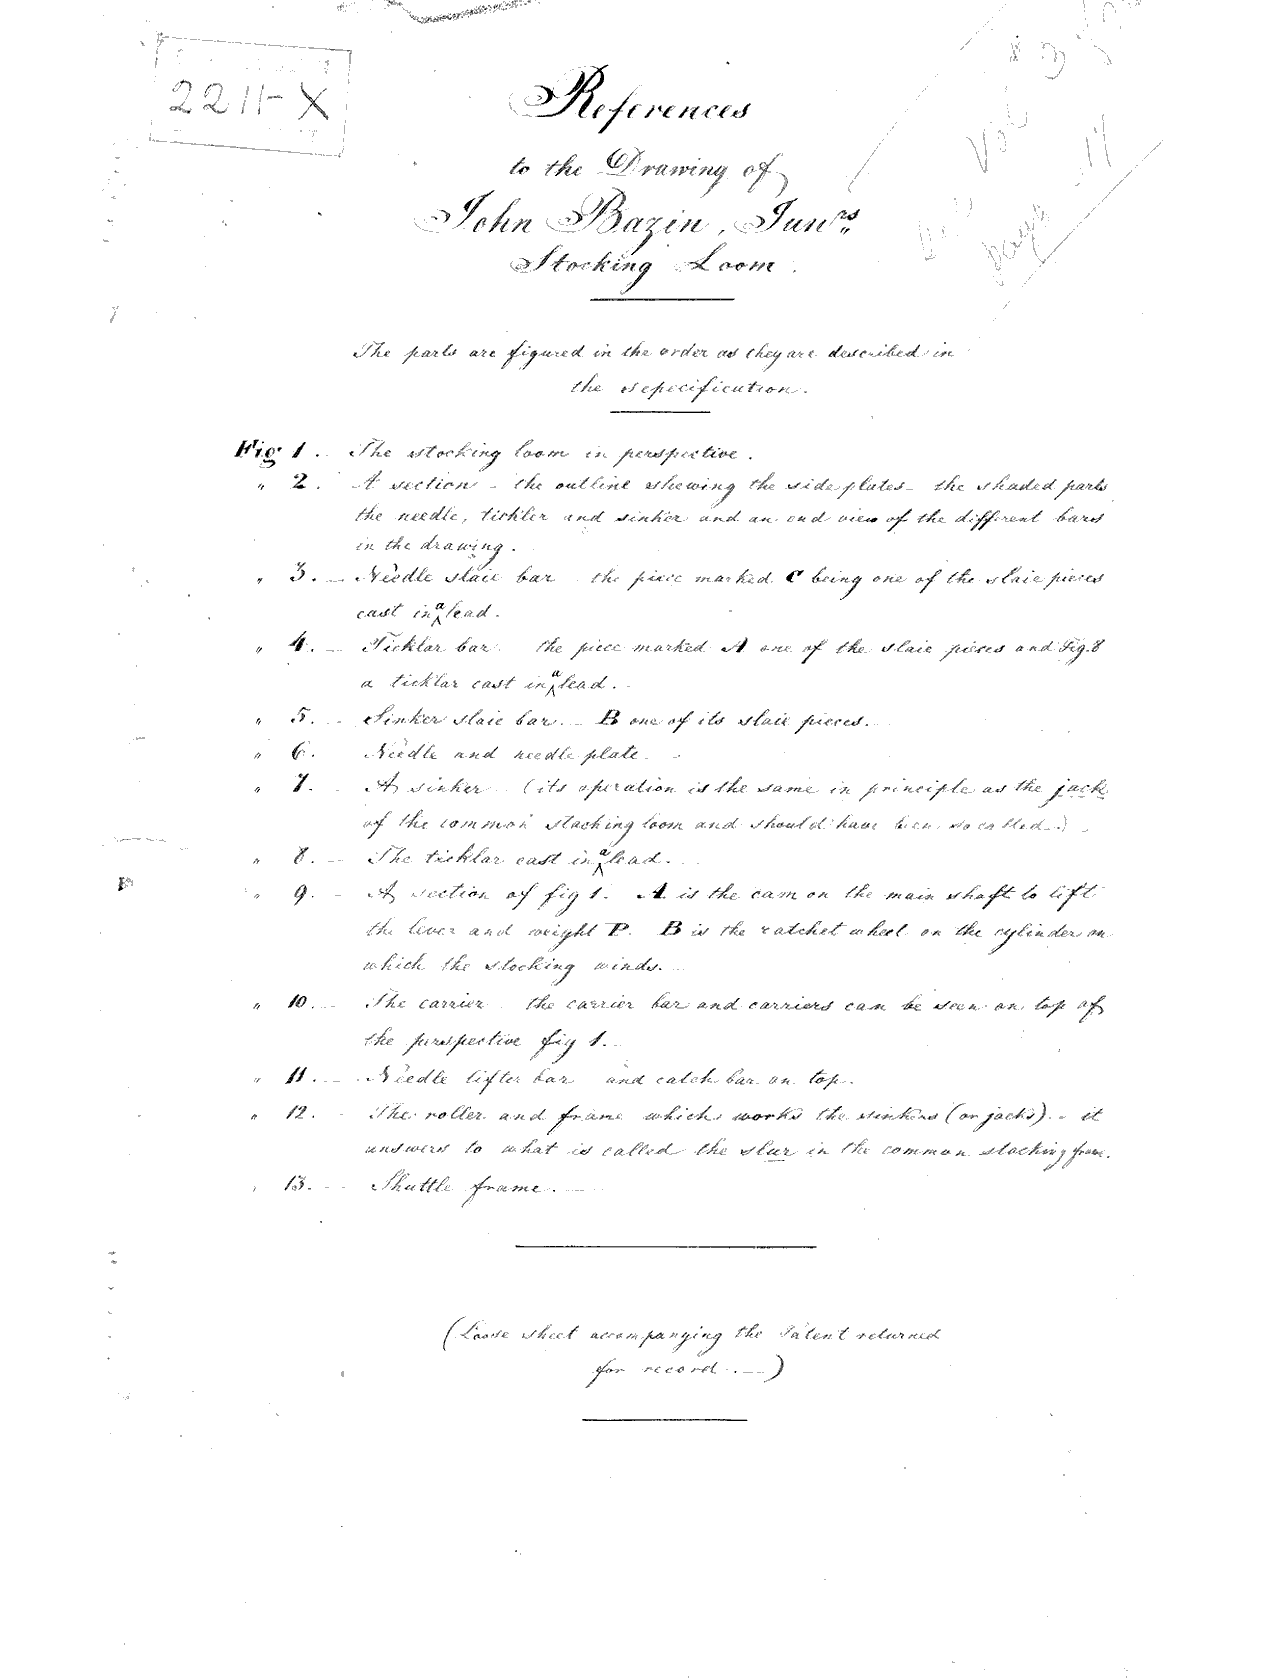 2211-X
Vol 17
page
References
to the Drawing of
John Bazin, Junrs
Stocking Loom.
The parts are figured in the order as they are described in
the sepecification.
Fig 1. The stocking loom in perspective.
" 2. A section - the outline shewing the side plates - the shaded parts
the needle, tickler and sinker and an end view of the different bars
in the drawing.
" 3. - Needle slaie bar the piece marked C being one of the slaie pieces
cast in a lead.
" 4. - Ticklar bar. the piece marked A one of the slaie pieces and Fig. 8
a ticklar cast in a lead. -
" 5. - Sinker slaie bar. - B one of its slaie pieces.
" 6. Needle and needle plate.
" 7. - A sinker (its operation is the same in principle as the jack
of the common stocking loom and should have been so called.)
" 8. - The ticklar cast in a lead.
" 9. - A section of fig 1. A is the cam on the main shaft to lift
the lever and weight P. B is the ratchet wheel on the cylinder on
which the stocking winds.
" 10. - The carrier the carrier bar and carriers can be seen on top of
the perspective fig 1.
" 11. - Needle lifter bar and catch bar on top.
" 12. - The roller and frame which works the sinkers (or jacks). - it
answers to what is called the slur in the common stocking frame.
" 13. - Shuttle frame.
(Loose sheet accompanying the Patent returned
for record. -)